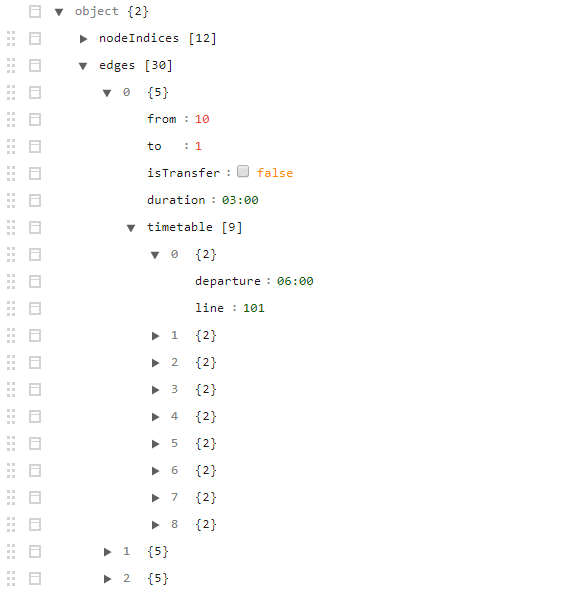 object {2}
nodeIndices [12]
edges [30]
0 {5}
from : 10
to : 1
isTransfer : false
duration : 03:00
timetable [9]
0 {2}
departure : 06:00
line : 101
1 {2}
2 {2}
3 {2}
4 {2}
5 {2}
6 {2}
7 {2}
8 {2}
1 {5}
2 {5}